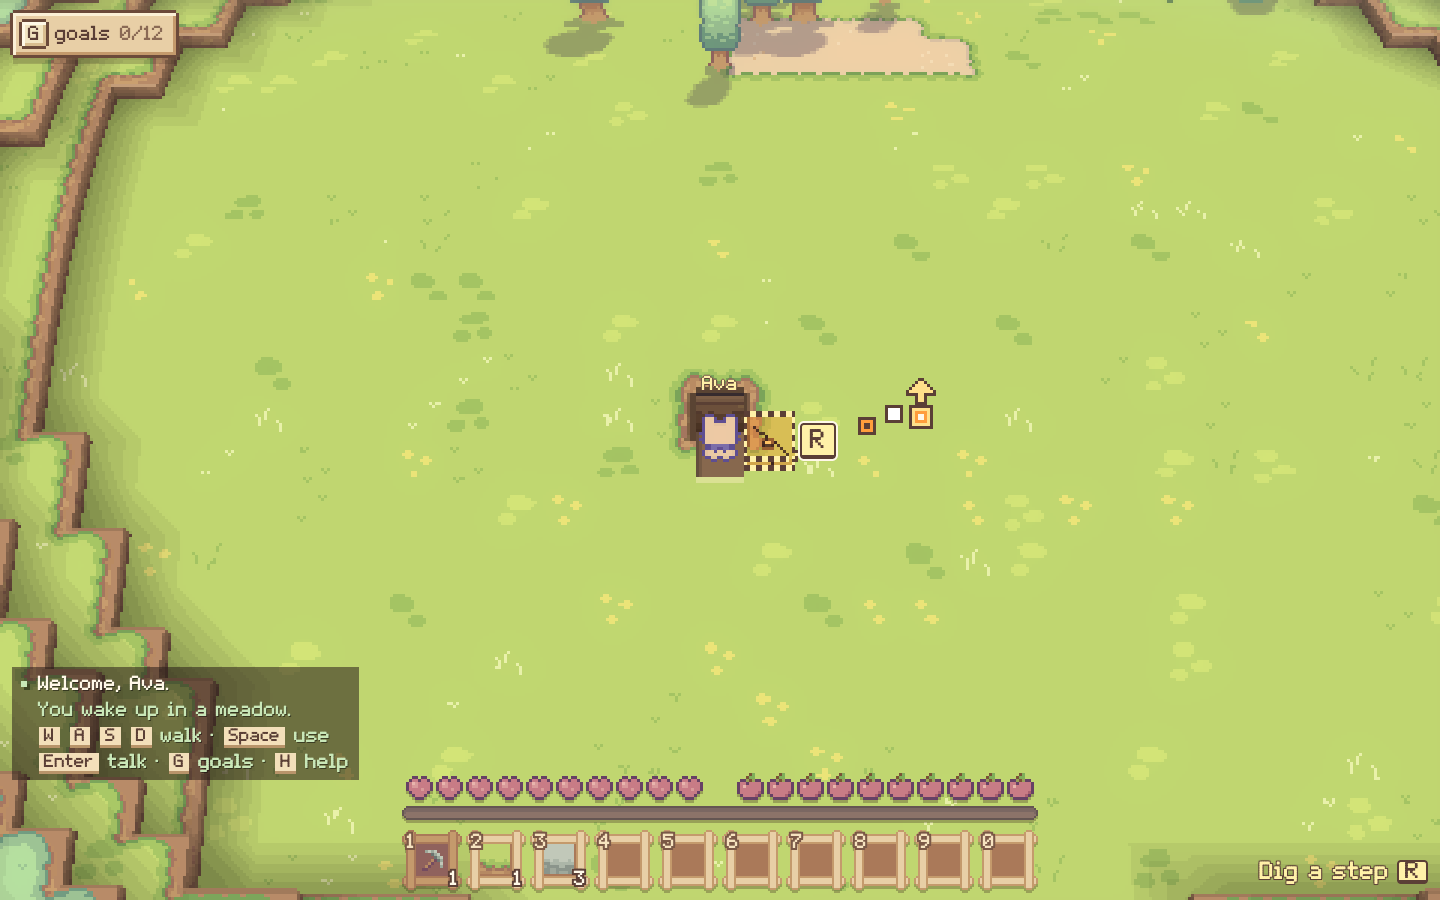 G goals 0/12
Ava
R
Welcome, Ava.
You wake up in a meadow.
W A S D walk · Space use
Enter talk · G goals · H help
1 2 3 4 5 6 7 8 9 0
1 1 3
Dig a step R